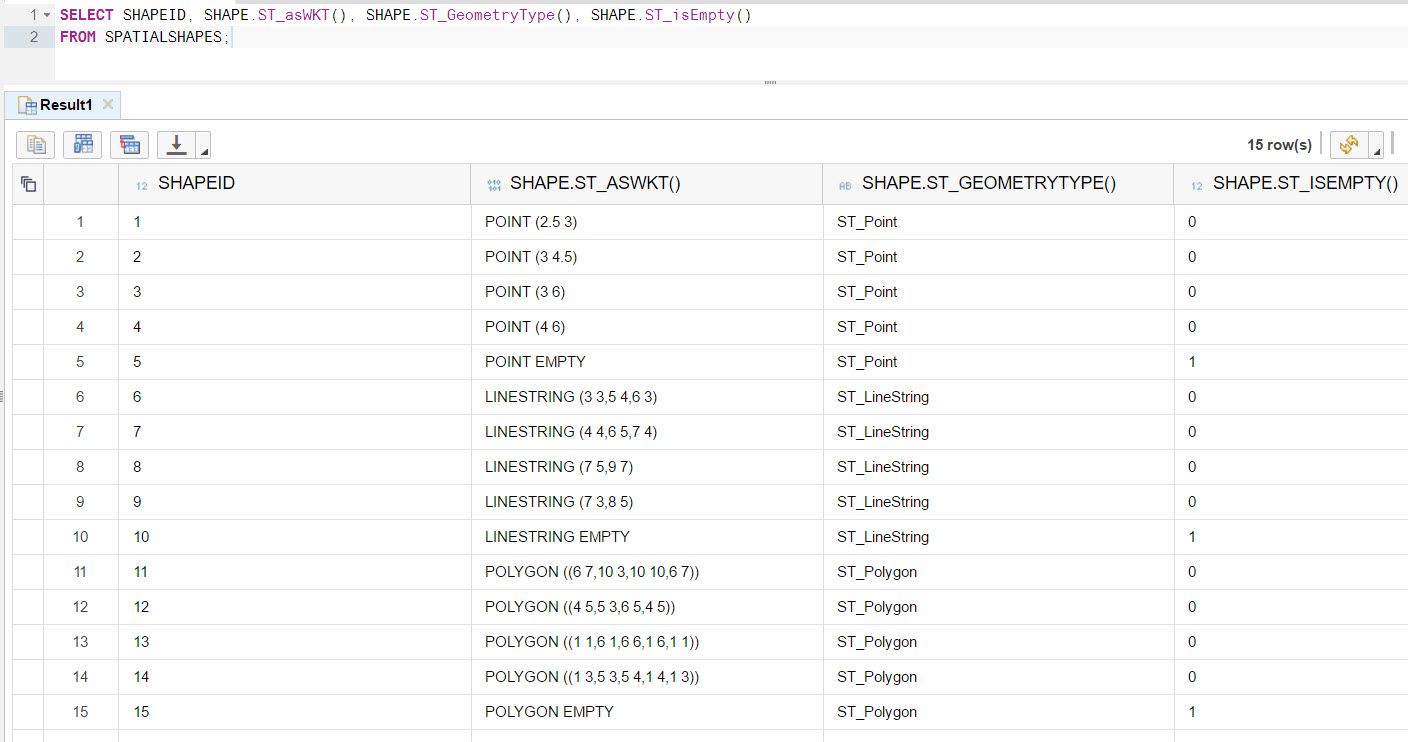 1 SELECT SHAPEID, SHAPE.ST_asWKT(), SHAPE.ST_GeometryType(), SHAPE.ST_isEmpty()
2 FROM SPATIALSHAPES;
Result1
15 row(s)
12 SHAPEID 010 101 SHAPE.ST_ASWKT() AB SHAPE.ST_GEOMETRYTYPE() 12 SHAPE.ST_ISEMPTY()
1 1 POINT (2.5 3) ST_Point 0
2 2 POINT (3 4.5) ST_Point 0
3 3 POINT (3 6) ST_Point 0
4 4 POINT (4 6) ST_Point 0
5 5 POINT EMPTY ST_Point 1
6 6 LINESTRING (3 3,5 4,6 3) ST_LineString 0
7 7 LINESTRING (4 4,6 5,7 4) ST_LineString 0
8 8 LINESTRING (7 5,9 7) ST_LineString 0
9 9 LINESTRING (7 3,8 5) ST_LineString 0
10 10 LINESTRING EMPTY ST_LineString 1
11 11 POLYGON ((6 7,10 3,10 10,6 7)) ST_Polygon 0
12 12 POLYGON ((4 5,5 3,6 5,4 5)) ST_Polygon 0
13 13 POLYGON ((1 1,6 1,6 6,1 6,1 1)) ST_Polygon 0
14 14 POLYGON ((1 3,5 3,5 4,1 4,1 3)) ST_Polygon 0
15 15 POLYGON EMPTY ST_Polygon 1